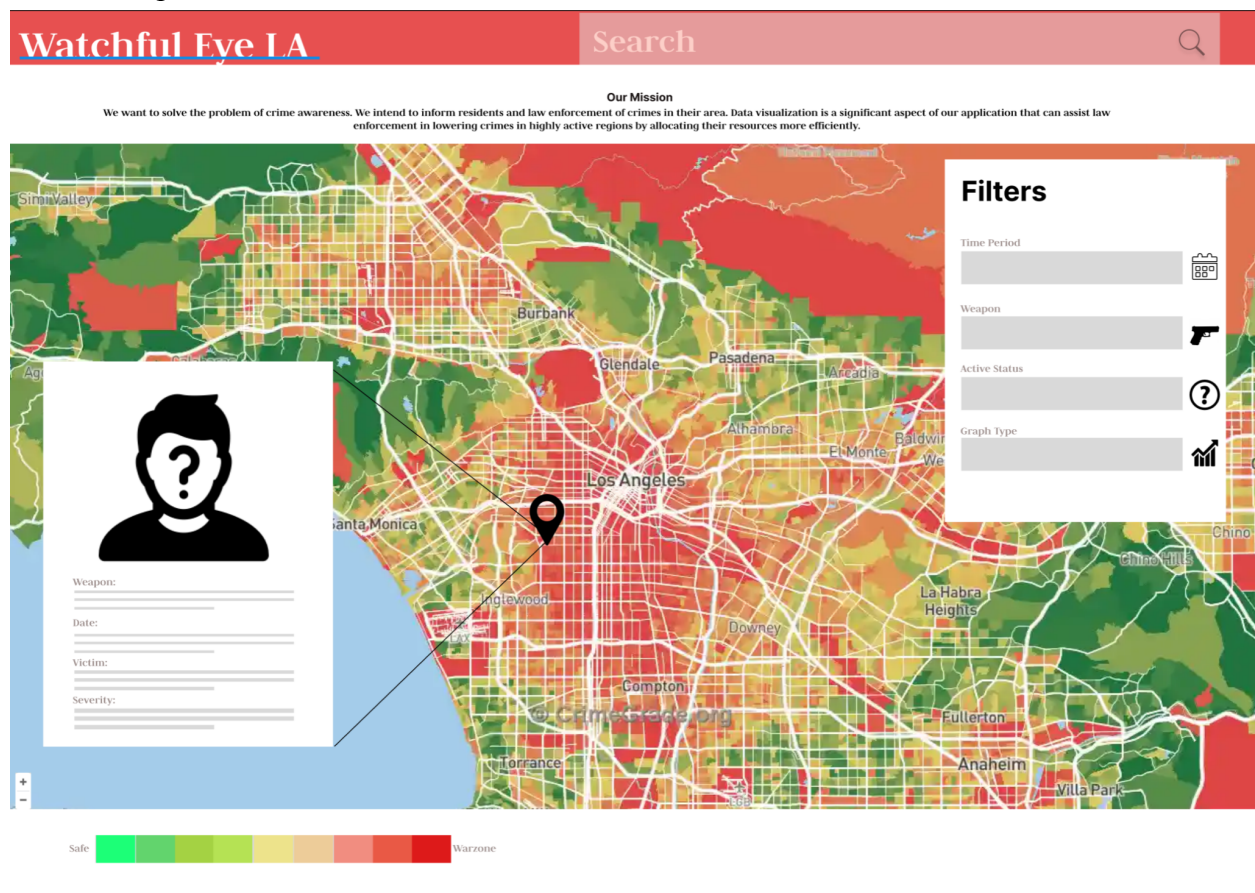 Watchful Eye LA
Search
Our Mission
We want to solve the problem of crime awareness. We intend to inform residents and law enforcement of crimes in their area. Data visualization is a significant aspect of our application that can assist law
enforcement in lowering crimes in highly active regions by allocating their resources more efficiently.
Simi Valley
Burbank
Glendale
Pasadena
Arcadia
Alhambra
El Monte
Baldwin
We
Los Angeles
Santa Monica
Inglewood
LAX
Downey
La Habra
Heights
Chino
Chino Hills
Compton
© CrimeGrade.org
Fullerton
Torrance
Anaheim
LGB
Villa Park
Filters
Time Period
Weapon
Active Status
Graph Type
?
?
Weapon:
Date:
Victim:
Severity:
+
−
Safe
Warzone